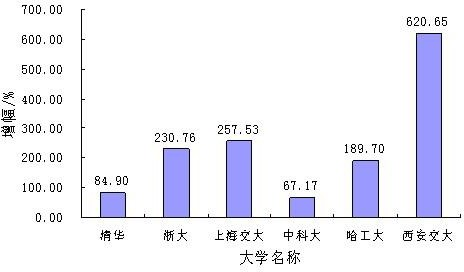 700.00
600.00
500.00
400.00
300.00
200.00
100.00
0.00
增幅/%
84.90
230.76
257.53
67.17
189.70
620.65
清华
浙大
上海交大
中科大
哈工大
西安交大
大学名称